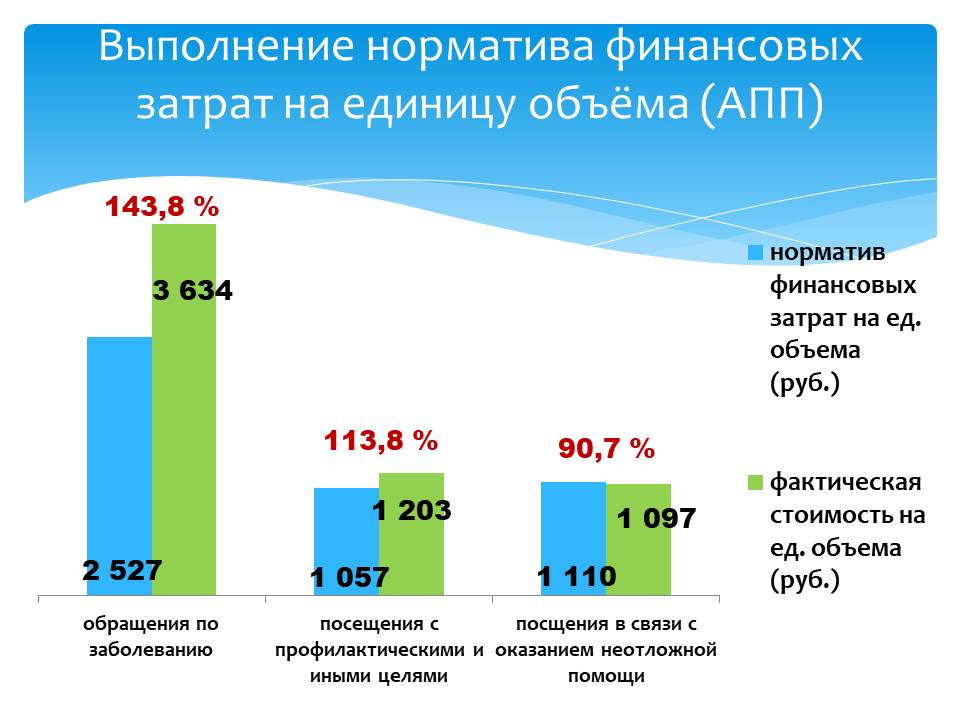 Выполнение норматива финансовых
затрат на единицу объёма (АПП)
143,8 %
3 634
2 527
113,8 %
1 203
1 057
90,7 %
1 097
1 110
обращения по
заболеванию
посещения с
профилактическими и
иными целями
посщения в связи с
оказанием неотложной
помощи
норматив
финансовых
затрат на ед.
объема
(руб.)
фактическая
стоимость на
ед. объема
(руб.)